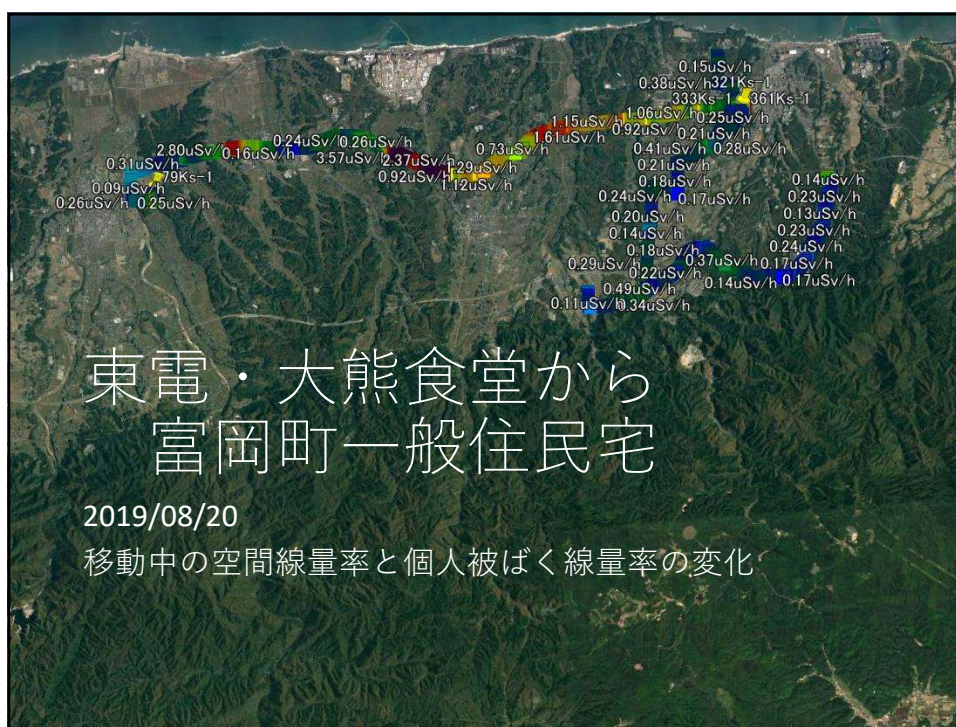 0.15uSv/h
0.38uSv/h 321Ks-1
333Ks-1 361Ks-1
1.06uSv/h 0.25uSv/h
1.15uSv/h 0.92uSv/h 0.21uSv/h
1.61uSv/h 0.41uSv/h 0.28uSv/h
0.24uSv/h 0.26uSv/h
2.80uSv/h 0.16uSv/h 0.73uSv/h
3.57uSv/h 2.37uSv/h
0.31uSv/h 0.92uSv/h 1.29uSv/h 0.21uSv/h
79Ks-1 1.12uSv/h 0.18uSv/h 0.14uSv/h
0.09uSv/h 0.24uSv/h 0.17uSv/h 0.23uSv/h
0.26uSv/h 0.25uSv/h 0.20uSv/h 0.13uSv/h
0.14uSv/h 0.23uSv/h
0.18uSv/h 0.24uSv/h
0.29uSv/h 0.37uSv/h 0.17uSv/h
0.22uSv/h 0.14uSv/h 0.17uSv/h
0.49uSv/h
0.11uSv/h 0.34uSv/h
東電・大熊食堂から
富岡町一般住民宅
2019/08/20
移動中の空間線量率と個人被ばく線量率の変化